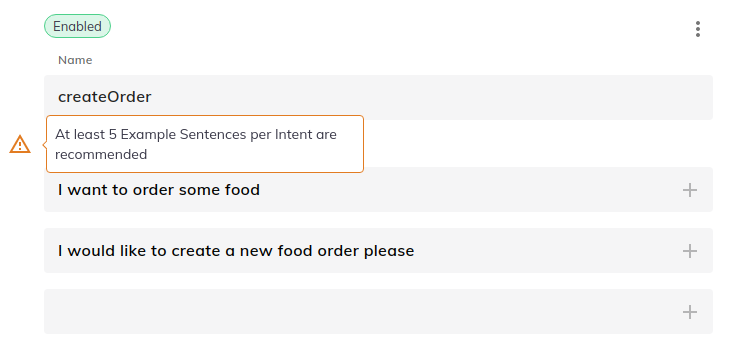 Enabled
Name
createOrder
At least 5 Example Sentences per Intent are
recommended
I want to order some food
I would like to create a new food order please